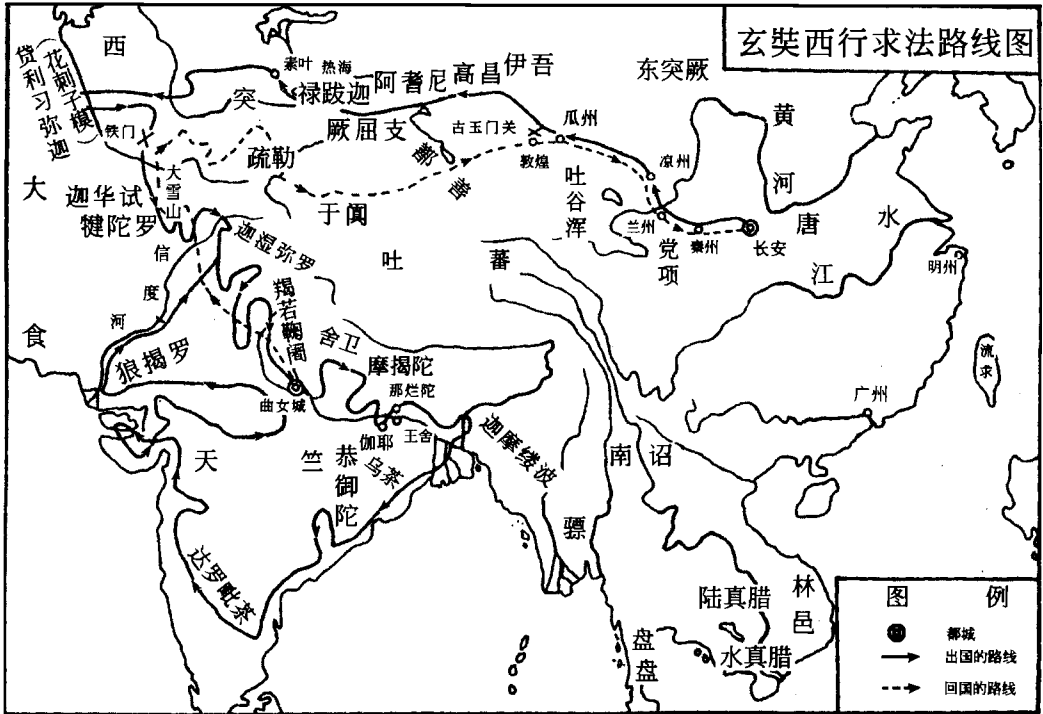 玄奘西行求法路线图
西
突
厥
东突厥
(花剌子模)
贷利习弥迦
素叶
热海
禄跋迦
阿耆尼
高昌
伊吾
屈支
鄯善
古玉门关
瓜州
敦煌
凉州
兰州
秦州
长安
黄
河
唐
吐谷浑
党项
铁门
疏勒
大雪山
于阗
大
食
迦华试
犍陀罗
信
度
河
迦湿弥罗
吐
蕃
江
水
明州
羯若鞠阇
舍卫
摩揭陀
狼揭罗
曲女城
那烂陀
伽耶
王舍
流求
广州
天
竺
恭御陀
乌荼
迦摩缕波
南诏
骠
达罗毗荼
陆真腊
水真腊
林邑
盘盘
图 例
都城
出国的路线
回国的路线